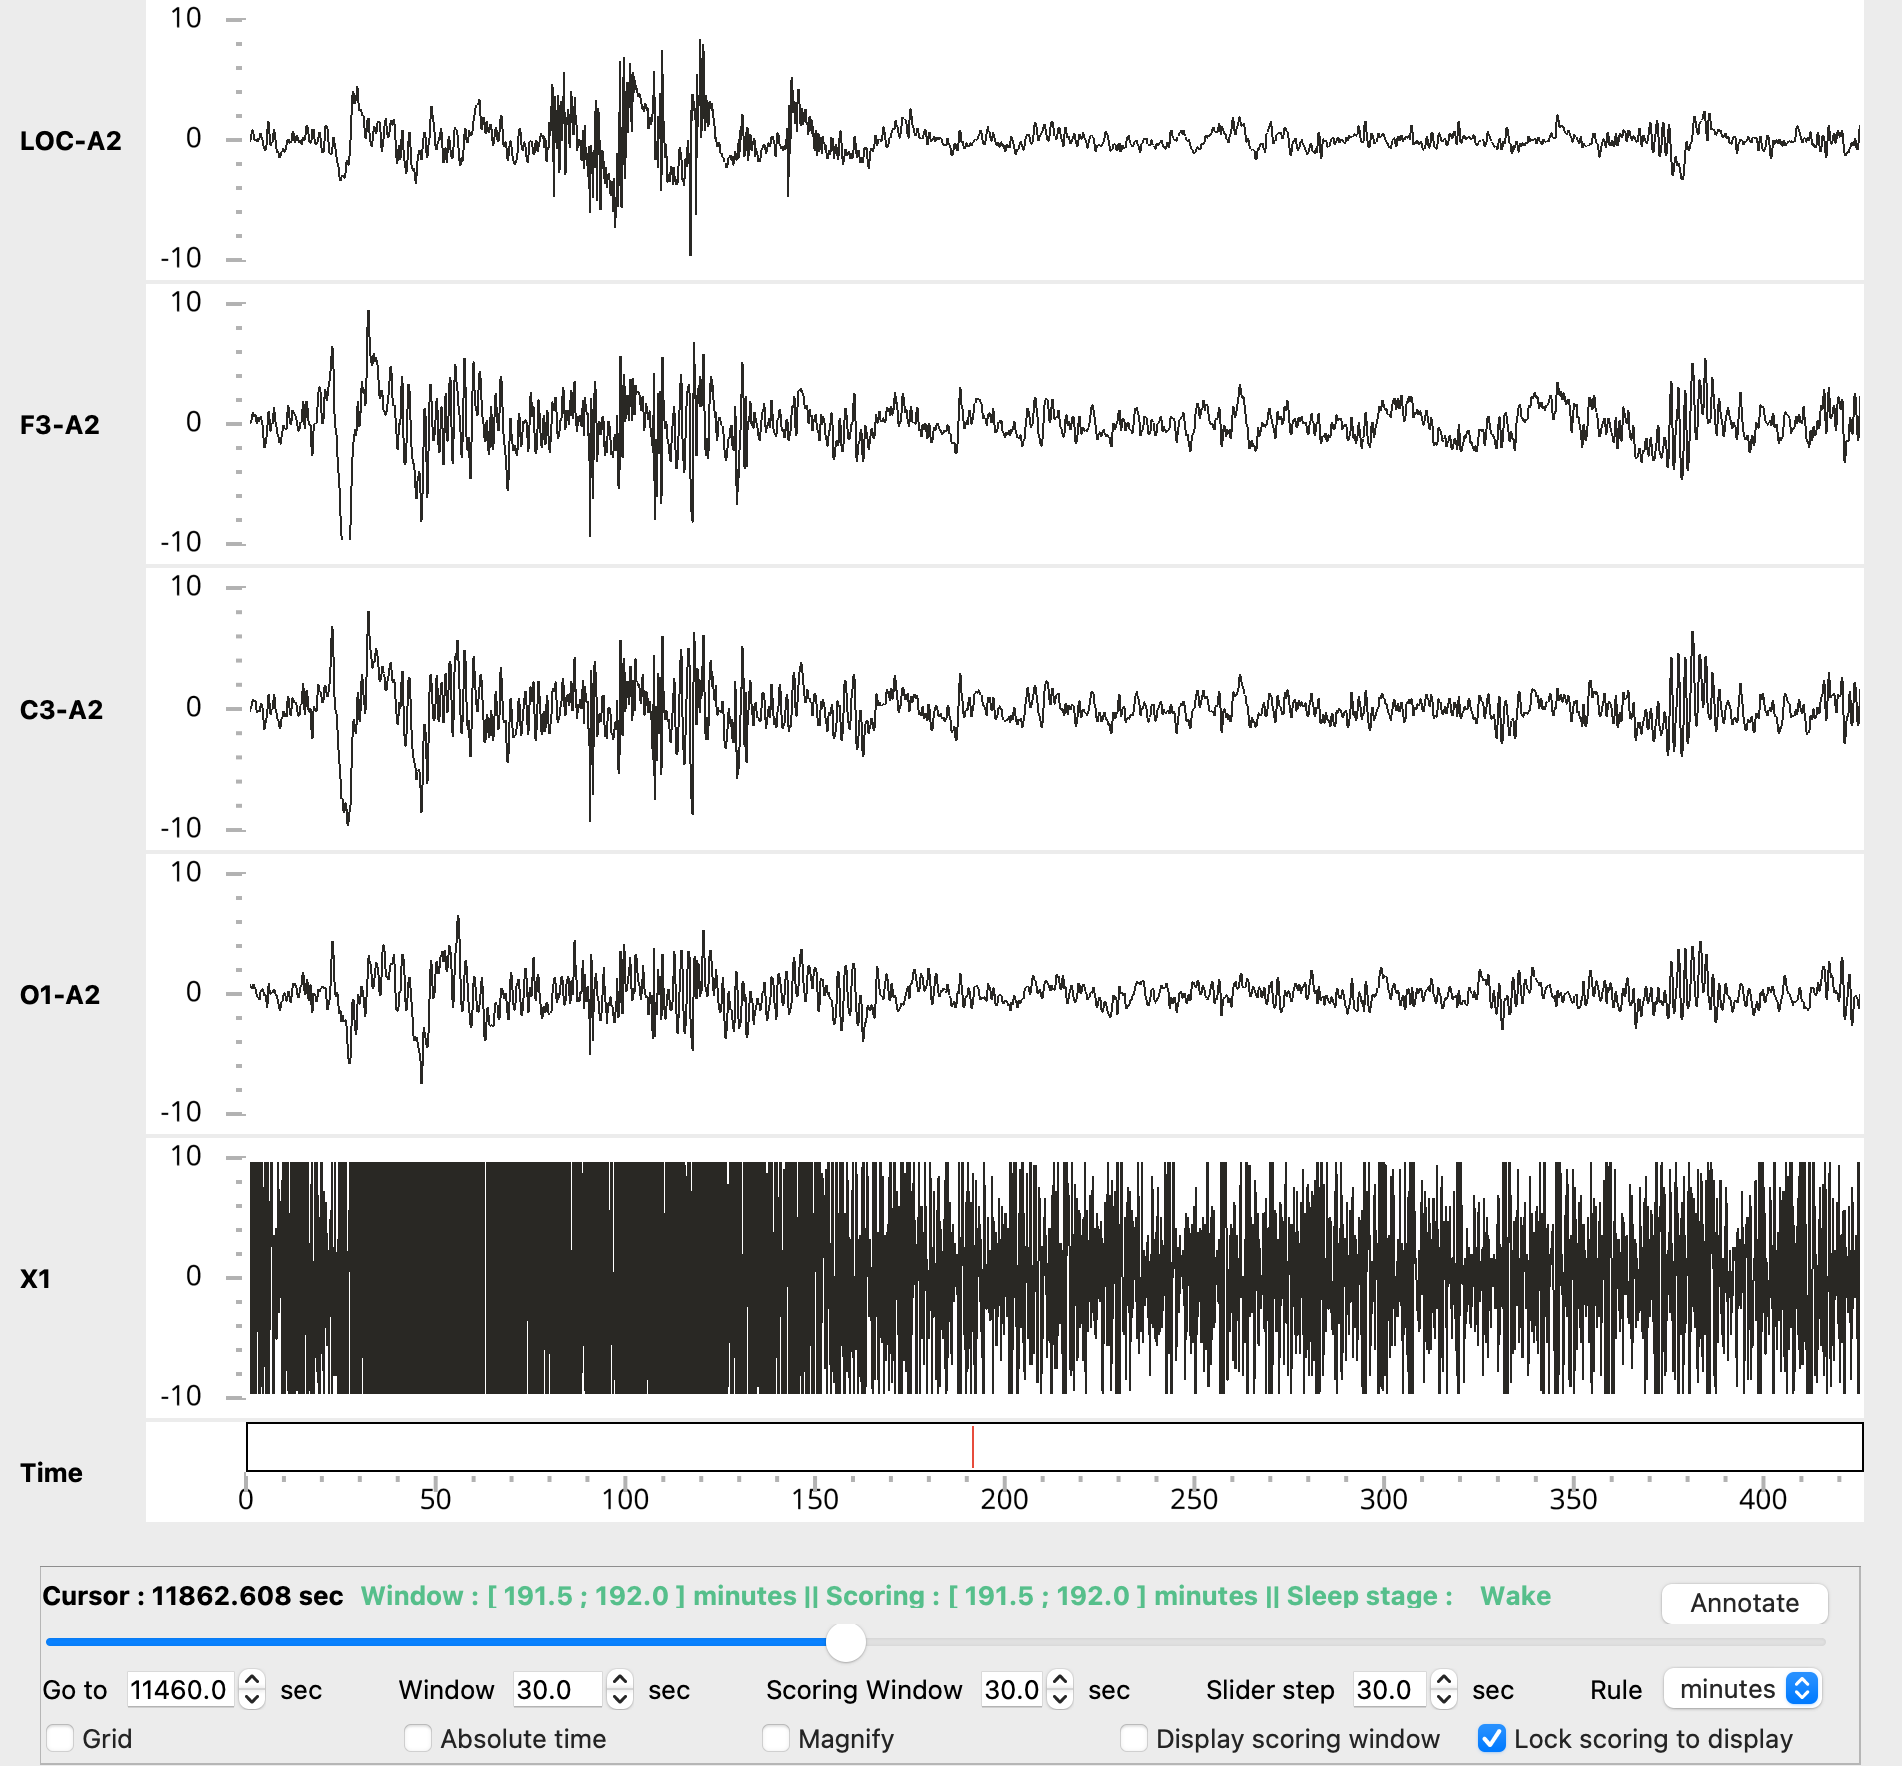 10
LOC-A2
0
-10
10
F3-A2
0
-10
10
C3-A2
0
-10
10
O1-A2
0
-10
10
X1
0
-10
Time
0 50 100 150 200 250 300 350 400
Cursor : 11862.608 sec Window : [ 191.5 ; 192.0 ] minutes || Scoring : [ 191.5 ; 192.0 ] minutes || Sleep stage : Wake
Annotate
Go to 11460.0 sec Window 30.0 sec Scoring Window 30.0 sec Slider step 30.0 sec Rule minutes
Grid Absolute time Magnify Display scoring window Lock scoring to display